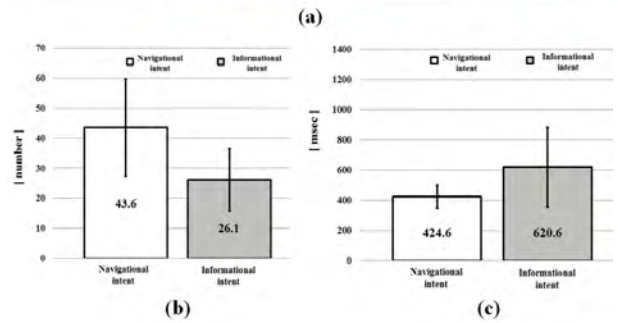 (a)
70
60
50
40
30
20
10
0
| number |
Navigational intent
Informational intent
43.6
26.1
Navigational
intent
Informational
intent
(b)
1400
1200
1000
800
600
400
200
0
| msec |
Navigational
intent
Informational
intent
424.6
620.6
Navigational
intent
Informational
intent
(c)